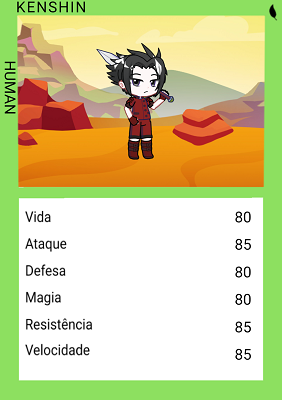 KENSHIN
HUMAN
Vida 80
Ataque 85
Defesa 80
Magia 80
Resistência 85
Velocidade 85